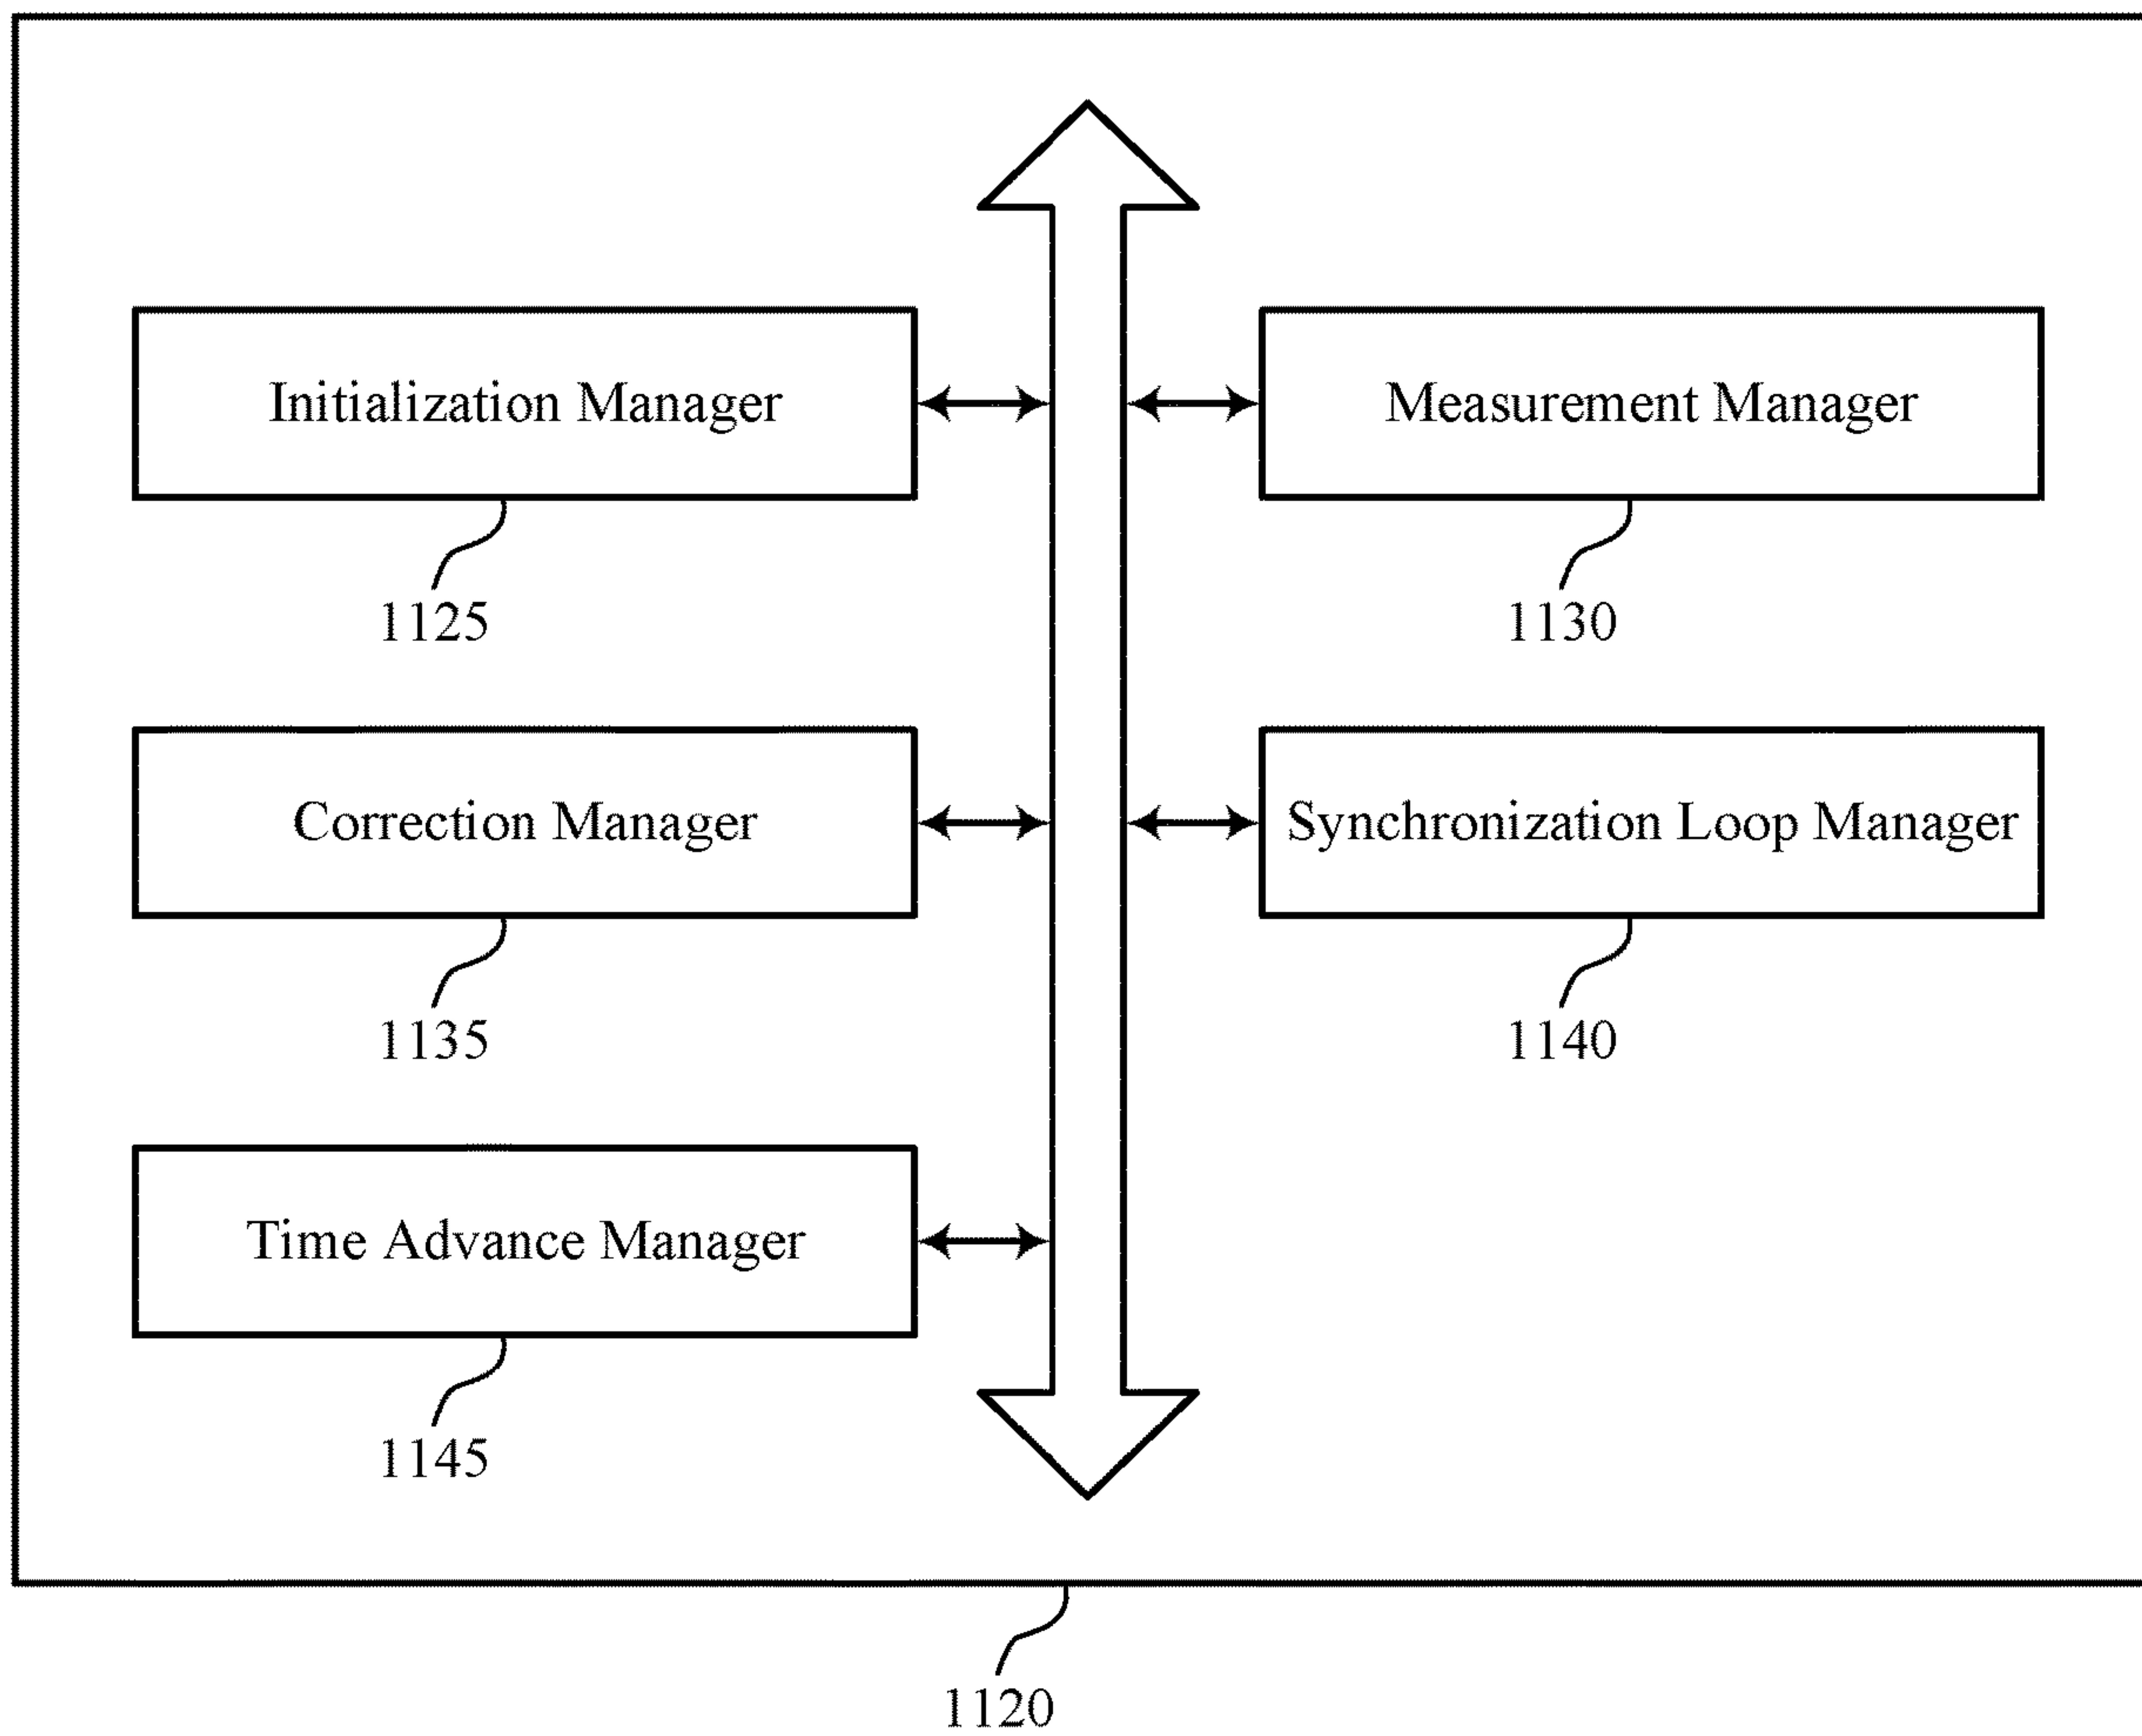 Initialization Manager
Measurement Manager
1125
1130
Correction Manager
Synchronization Loop Manager
1135
1140
Time Advance Manager
1145
1120